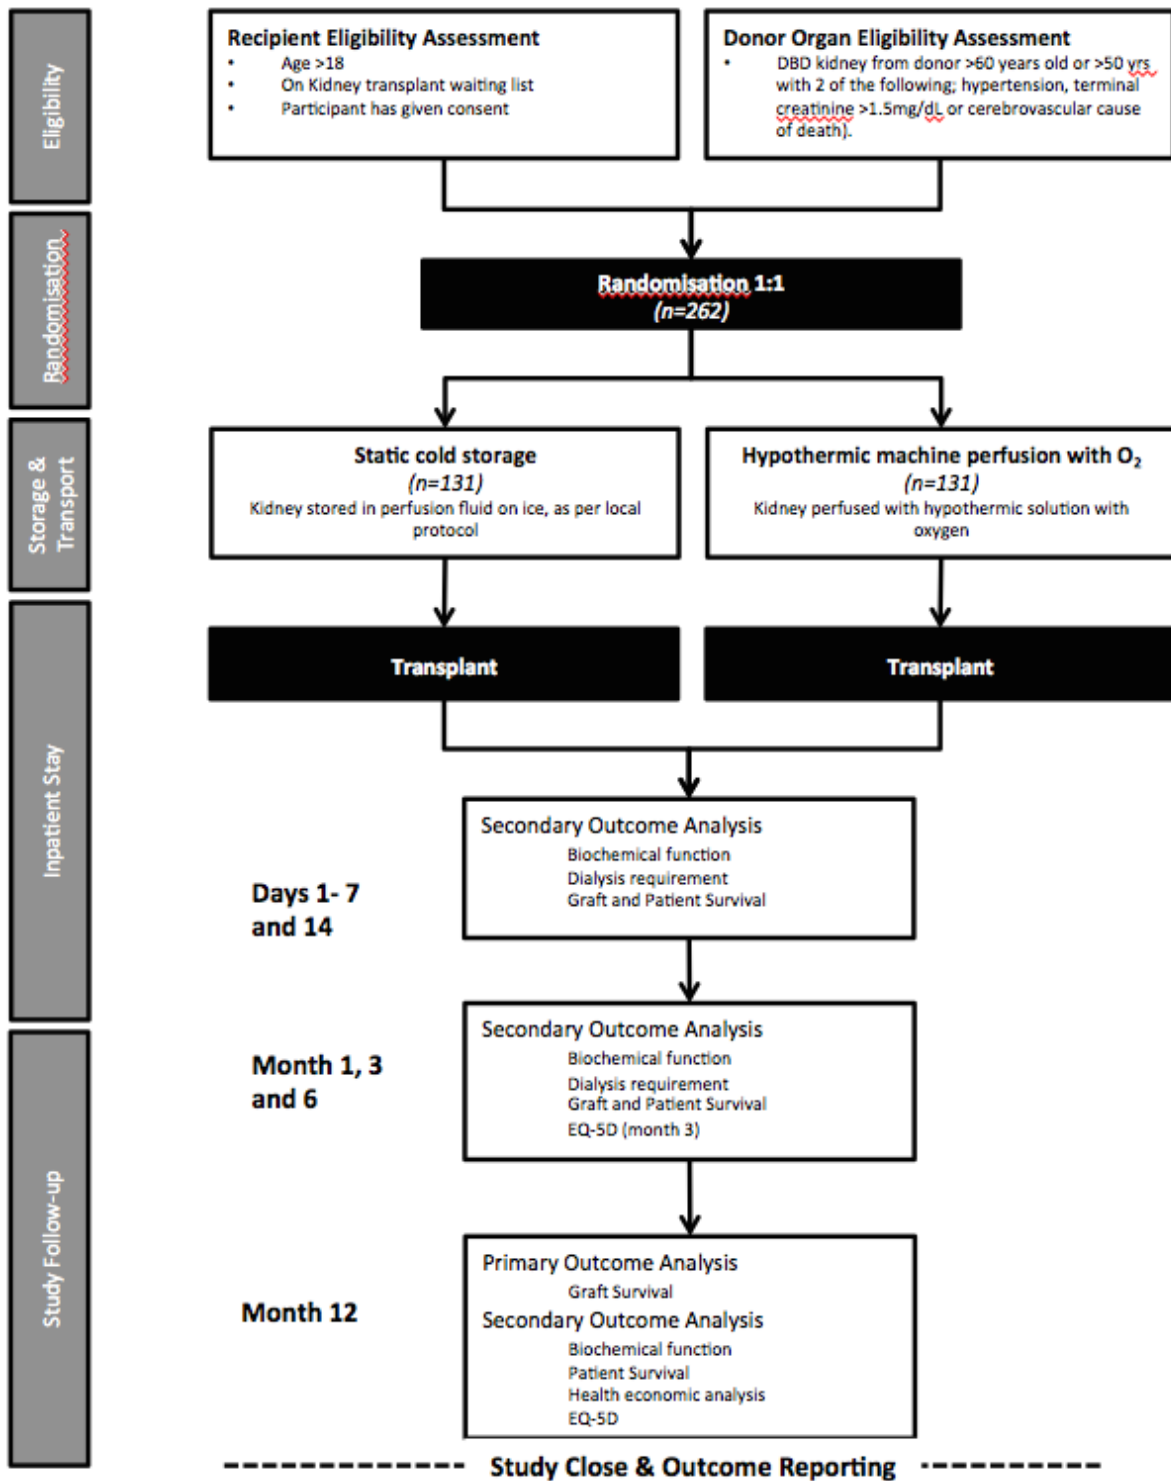 Eligibility
Recipient Eligibility Assessment
• Age >18
• On Kidney transplant waiting list
• Participant has given consent
Donor Organ Eligibility Assessment
• DBD kidney from donor >60 years old or >50 yrs
with 2 of the following; hypertension, terminal
creatinine >1.5mg/dL or cerebrovascular cause
of death).
Randomisation
Randomisation 1:1
(n=262)
Storage &
Transport
Static cold storage
(n=131)
Kidney stored in perfusion fluid on ice, as per local
protocol
Hypothermic machine perfusion with O₂
(n=131)
Kidney perfused with hypothermic solution with
oxygen
Inpatient Stay
Transplant
Transplant
Days 1- 7
and 14
Secondary Outcome Analysis
Biochemical function
Dialysis requirement
Graft and Patient Survival
Study Follow-up
Month 1, 3
and 6
Secondary Outcome Analysis
Biochemical function
Dialysis requirement
Graft and Patient Survival
EQ-5D (month 3)
Month 12
Primary Outcome Analysis
Graft Survival
Secondary Outcome Analysis
Biochemical function
Patient Survival
Health economic analysis
EQ-5D
Study Close & Outcome Reporting